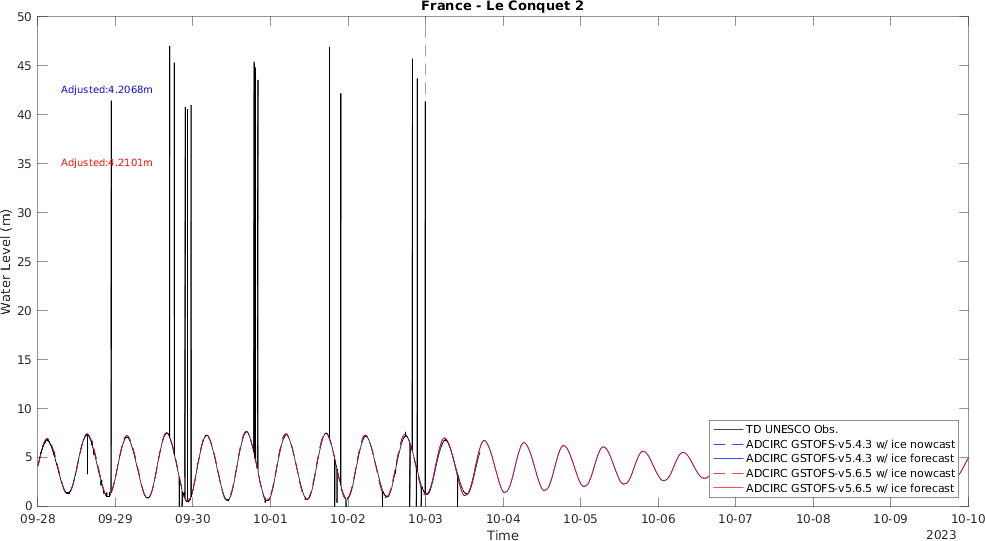 France - Le Conquet 2
50
45
40
35
30
25
20
15
10
5
0
Water Level (m)
Adjusted:4.2068m
Adjusted:4.2101m
TD UNESCO Obs.
ADCIRC GSTOFS-v5.4.3 w/ ice nowcast
ADCIRC GSTOFS-v5.4.3 w/ ice forecast
ADCIRC GSTOFS-v5.6.5 w/ ice nowcast
ADCIRC GSTOFS-v5.6.5 w/ ice forecast
09-28 09-29 09-30 10-01 10-02 10-03 10-04 10-05 10-06 10-07 10-08 10-09 10-10
Time
2023